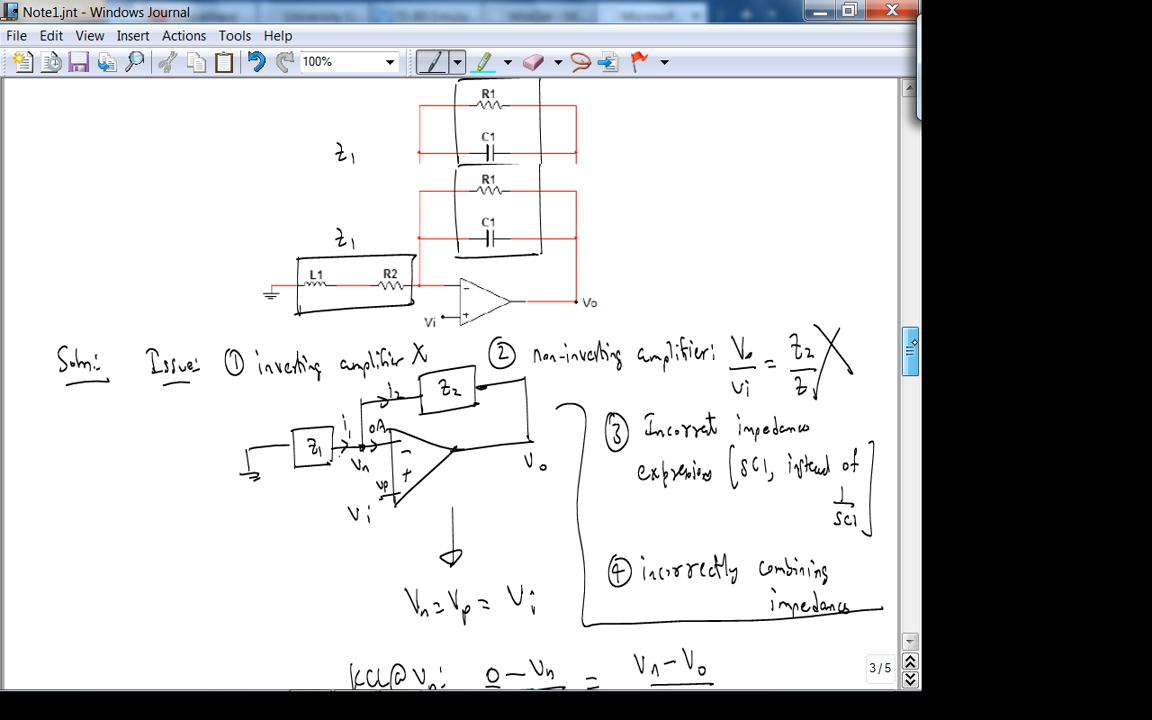 Note1.jnt - Windows Journal
File Edit View Insert Actions Tools Help
100%
R1
C1
Z1
R1
C1
Z1
L1 R2
-
+
Vi
Vo
Soln: Issue: ① inverting amplifier X ② non-inverting amplifier: Vo/Vi = Z2/Z1
③ Incorrect impedance
expression [SC1, instead of
1/SC1]
④ incorrectly combining
impedance
Z2
i2
Z1
i1
0A
Vn
-
+
Vp
Vi
Vo
Vn = Vp = Vi
KCL@Vn: 0 - Vn = Vn - Vo
3/5